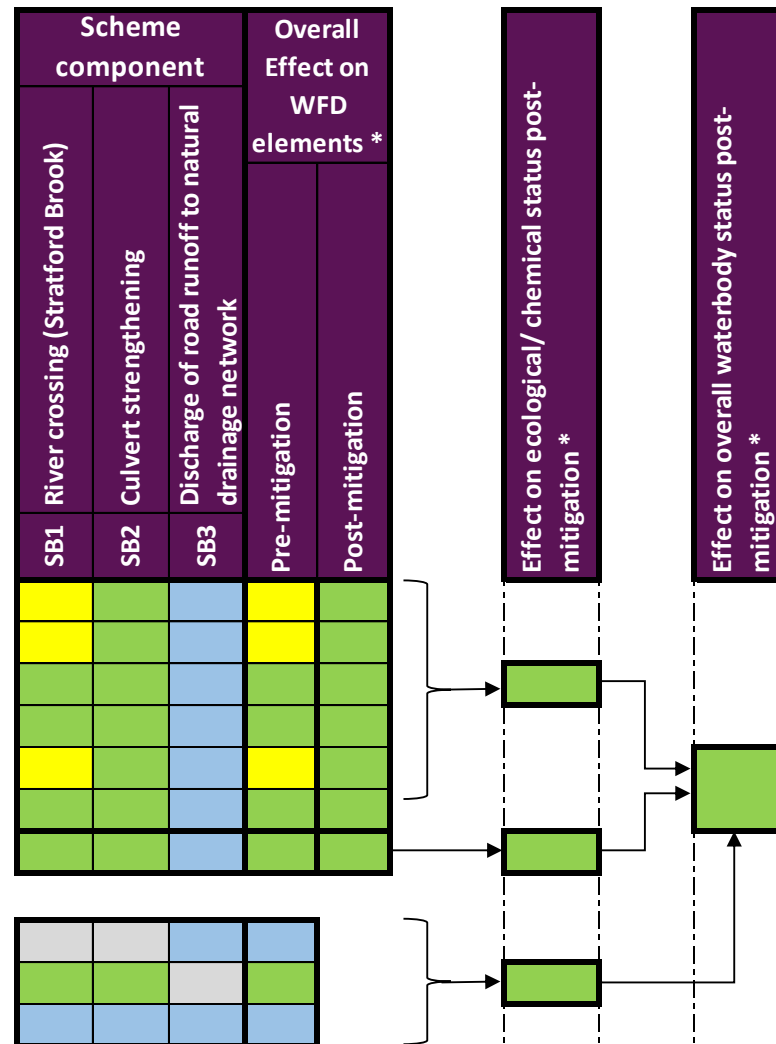 Scheme
component
Overall
Effect on
WFD
elements *
River crossing (Stratford Brook)
Culvert strengthening
Discharge of road runoff to natural
drainage network
Pre-mitigation
Post-mitigation
SB1
SB2
SB3
Effect on ecological/ chemical status post-
mitigation *
Effect on overall waterbody status post-
mitigation *